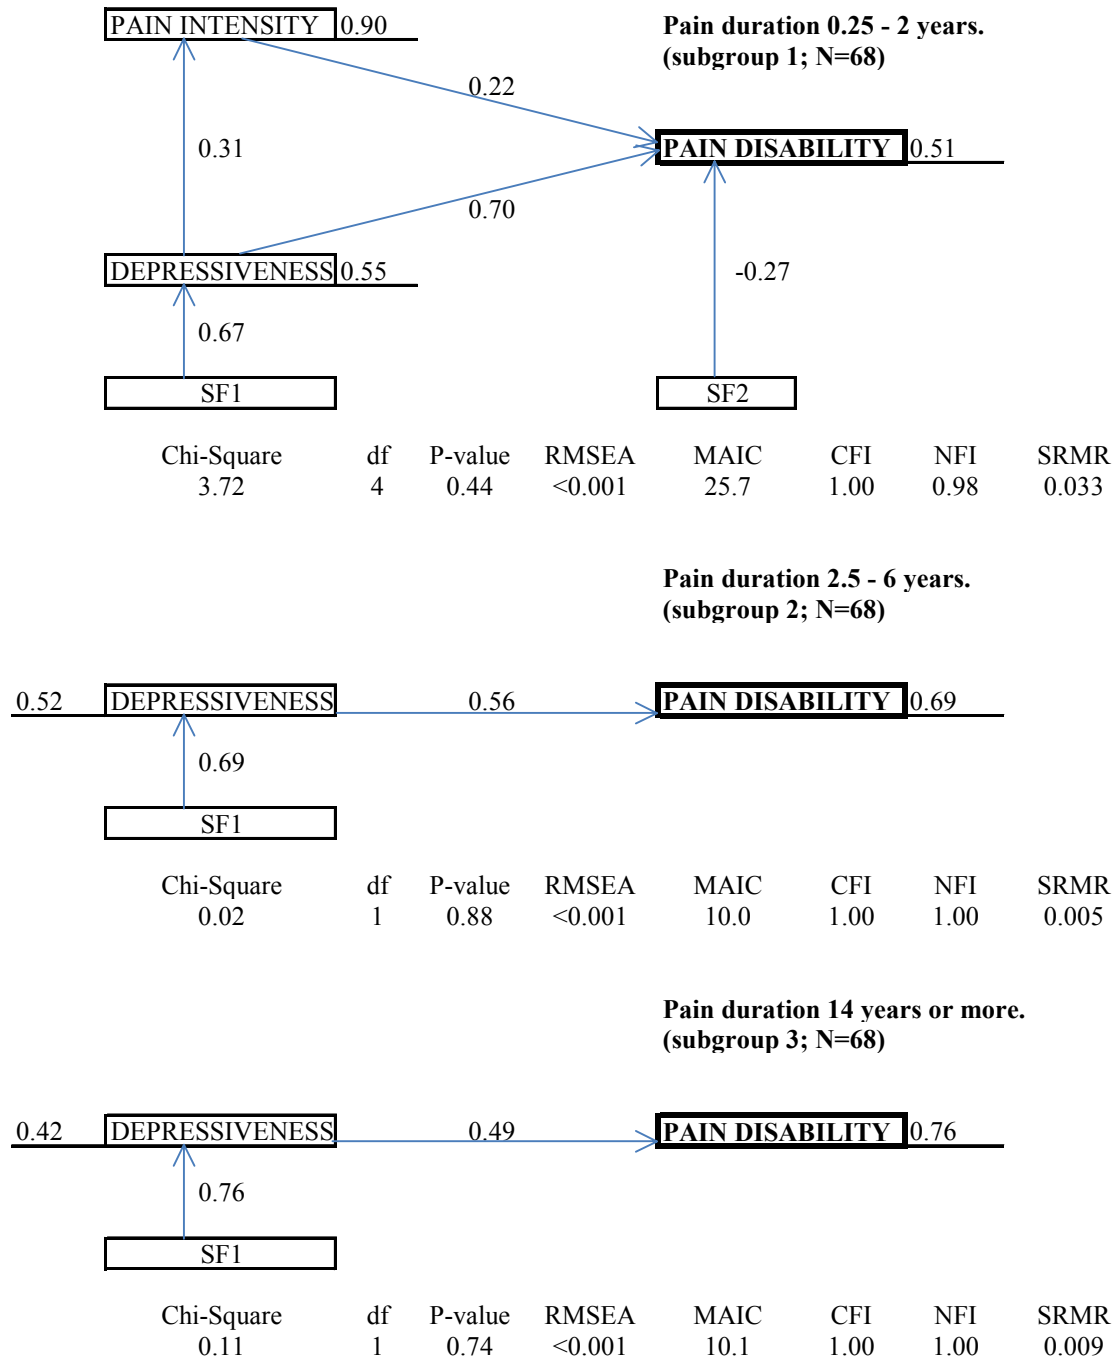 PAIN INTENSITY 0.90
Pain duration 0.25 - 2 years.
(subgroup 1; N=68)
0.22
0.31
PAIN DISABILITY 0.51
0.70
DEPRESSIVENESS 0.55
-0.27
0.67
SF1
SF2
Chi-Square df P-value RMSEA MAIC CFI NFI SRMR
3.72 4 0.44 <0.001 25.7 1.00 0.98 0.033
Pain duration 2.5 - 6 years.
(subgroup 2; N=68)
0.52 DEPRESSIVENESS 0.56 PAIN DISABILITY 0.69
0.69
SF1
Chi-Square df P-value RMSEA MAIC CFI NFI SRMR
0.02 1 0.88 <0.001 10.0 1.00 1.00 0.005
Pain duration 14 years or more.
(subgroup 3; N=68)
0.42 DEPRESSIVENESS 0.49 PAIN DISABILITY 0.76
0.76
SF1
Chi-Square df P-value RMSEA MAIC CFI NFI SRMR
0.11 1 0.74 <0.001 10.1 1.00 1.00 0.009